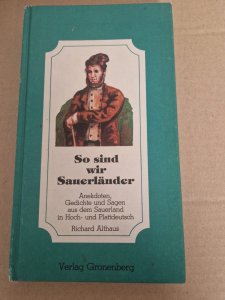 So sind
wir
Sauerländer
Anekdoten,
Gedichte und Sagen
aus dem Sauerland
in Hoch- und Plattdeutsch
Richard Althaus
Verlag Gronenberg